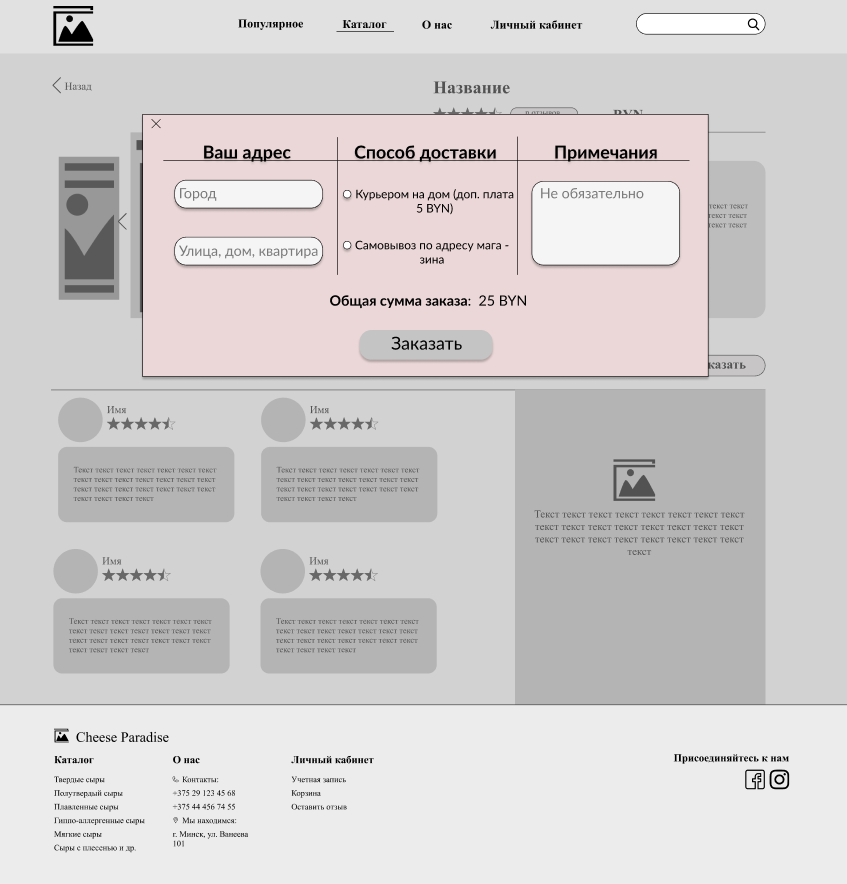 Популярное
Каталог
О нас
Личный кабинет
Назад
Название
BYN
Ваш адрес
Способ доставки
Примечания
Город
Улица, дом, квартира
Курьером на дом (доп. плата
5 BYN)
Самовывоз по адресу мага -
зина
Не обязательно
Общая сумма заказа: 25 BYN
Заказать
текст текст
текст текст
текст текст
казать
Имя
Текст текст текст текст текст текст текст
текст текст текст текст текст текст текст
текст текст текст текст текст текст текст
текст текст текст текст
Имя
Текст текст текст текст текст текст текст
текст текст текст текст текст текст текст
текст текст текст текст текст текст текст
текст текст текст текст
Текст текст текст текст текст текст текст текст
текст текст текст текст текст текст текст текст
текст текст текст текст текст текст текст текст
текст
Имя
Текст текст текст текст текст текст текст
текст текст текст текст текст текст текст
текст текст текст текст текст текст текст
текст текст текст текст
Имя
Текст текст текст текст текст текст текст
текст текст текст текст текст текст текст
текст текст текст текст текст текст текст
текст текст текст текст
Cheese Paradise
Каталог
Твердые сыры
Полутвердый сыры
Плавленные сыры
Гиппо-аллергенные сыры
Мягкие сыры
Сыры с плесенью и др.
О нас
Контакты:
+375 29 123 45 68
+375 44 456 74 55
Мы находимся:
г. Минск, ул. Ванеева
101
Личный кабинет
Учетная запись
Корзина
Оставить отзыв
Присоединяйтесь к нам